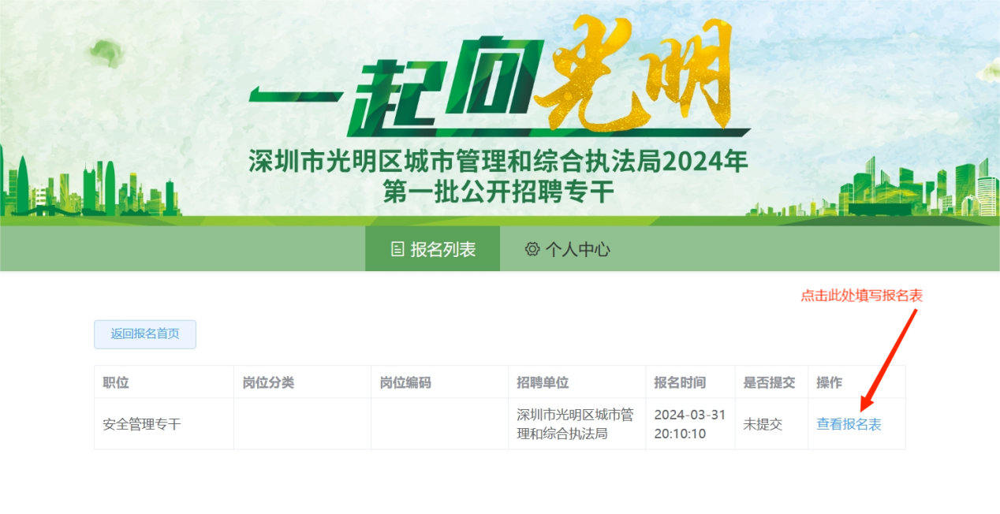 一起向光明
深圳市光明区城市管理和综合执法局2024年
第一批公开招聘专干
报名列表
个人中心
点击此处填写报名表
返回报名首页
职位 岗位分类 岗位编码 招聘单位 报名时间 是否提交 操作
安全管理专干
深圳市光明区城市管
理和综合执法局
2024-03-31
20:10:10
未提交
查看报名表